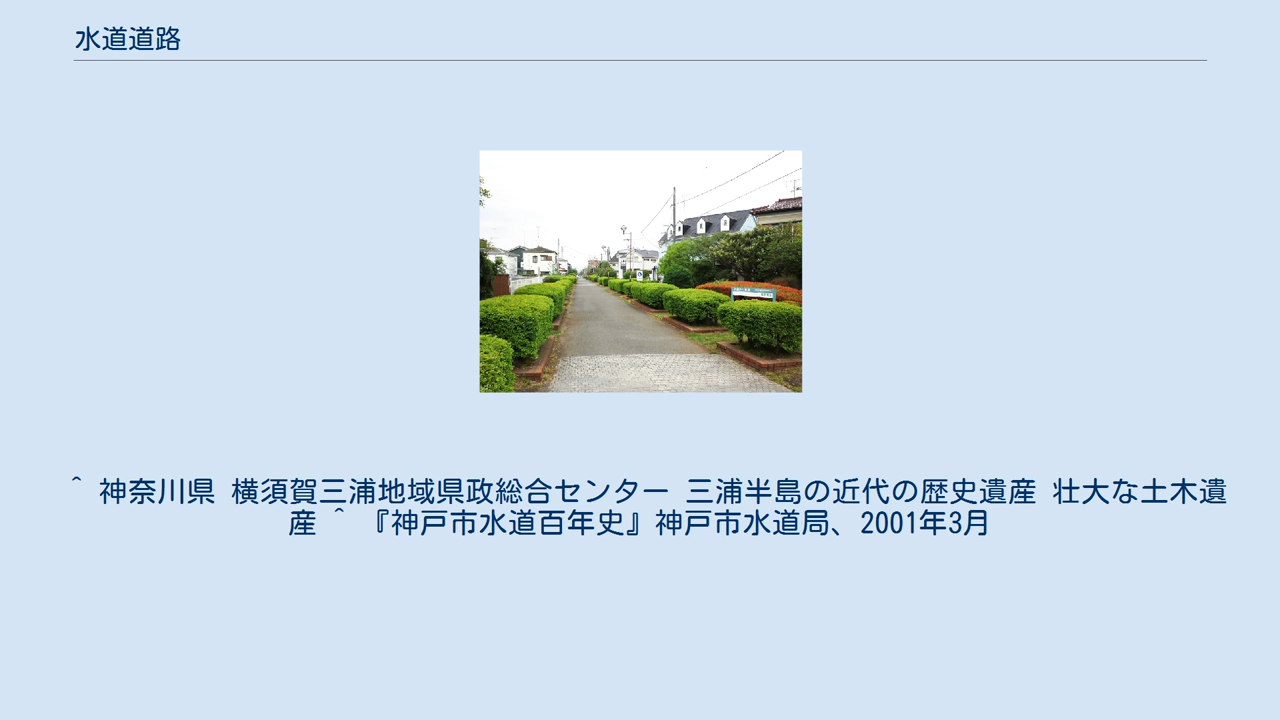 水道道路
^ 神奈川県 横須賀三浦地域県政総合センター 三浦半島の近代の歴史遺産 壮大な土木遺
産 ^ 『神戸市水道百年史』神戸市水道局、2001年3月